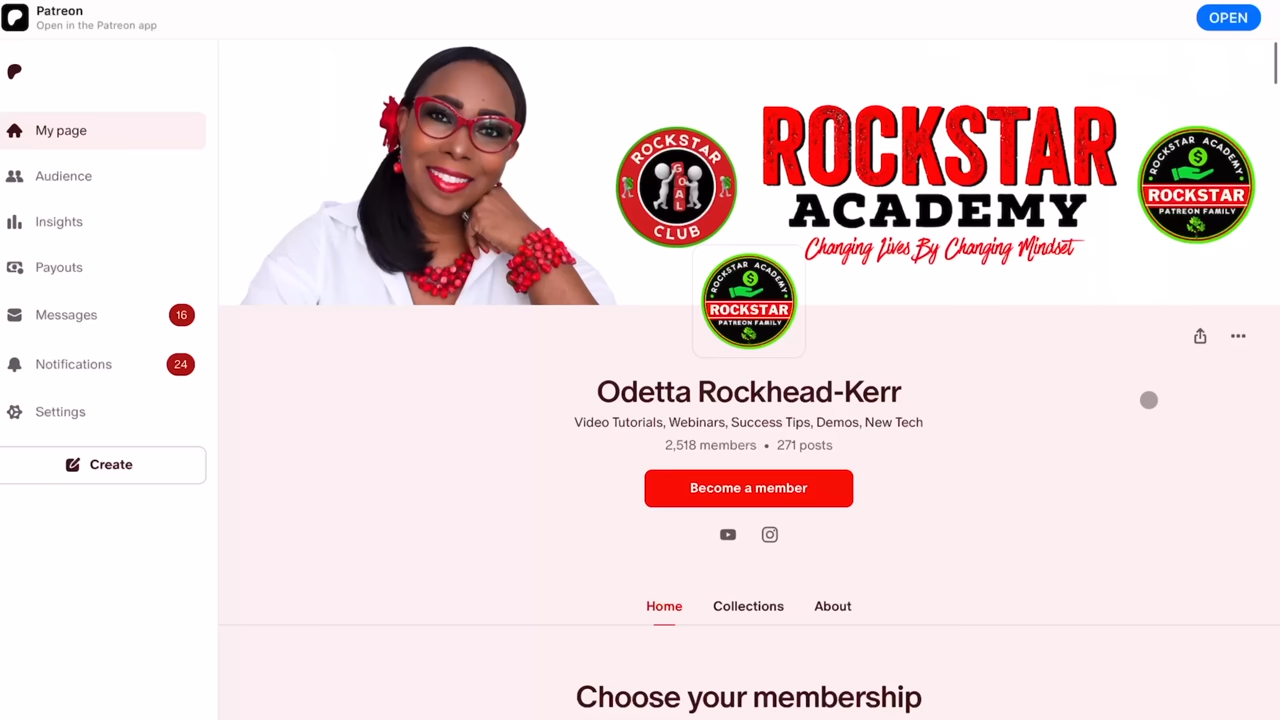 Patreon
Open in the Patreon app
OPEN
My page
Audience
Insights
Payouts
Messages
16
Notifications
24
Settings
Create
ROCKSTAR
GOAL
CLUB
ROCKSTAR
ACADEMY
Changing Lives By Changing Mindset
ROCKSTAR ACADEMY
$
ROCKSTAR
PATREON FAMILY
ROCKSTAR ACADEMY
$
ROCKSTAR
PATREON FAMILY
Odetta Rockhead-Kerr
Video Tutorials, Webinars, Success Tips, Demos, New Tech
2,518 members • 271 posts
Become a member
Home
Collections
About
Choose your membership